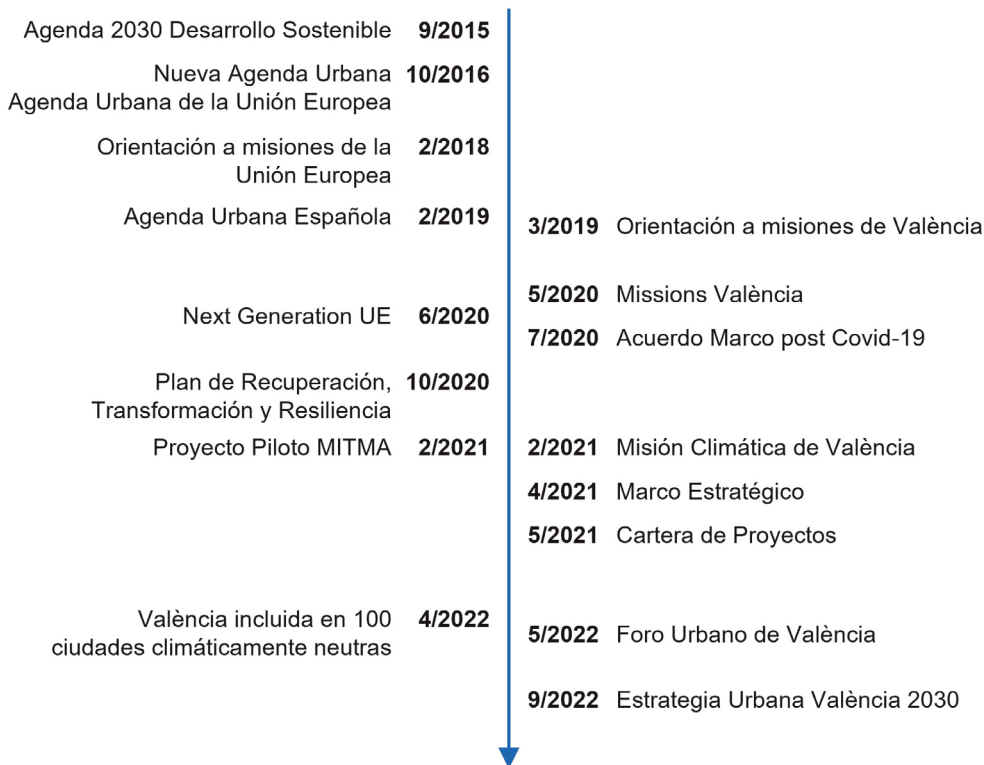 Agenda 2030 Desarrollo Sostenible 9/2015
Nueva Agenda Urbana 10/2016
Agenda Urbana de la Unión Europea
Orientación a misiones de la 2/2018
Unión Europea
Agenda Urbana Española 2/2019
3/2019 Orientación a misiones de València
5/2020 Missions València
Next Generation UE 6/2020
7/2020 Acuerdo Marco post Covid-19
Plan de Recuperación, 10/2020
Transformación y Resiliencia
Proyecto Piloto MITMA 2/2021
2/2021 Misión Climática de València
4/2021 Marco Estratégico
5/2021 Cartera de Proyectos
València incluida en 100 4/2022
ciudades climáticamente neutras
5/2022 Foro Urbano de València
9/2022 Estrategia Urbana València 2030